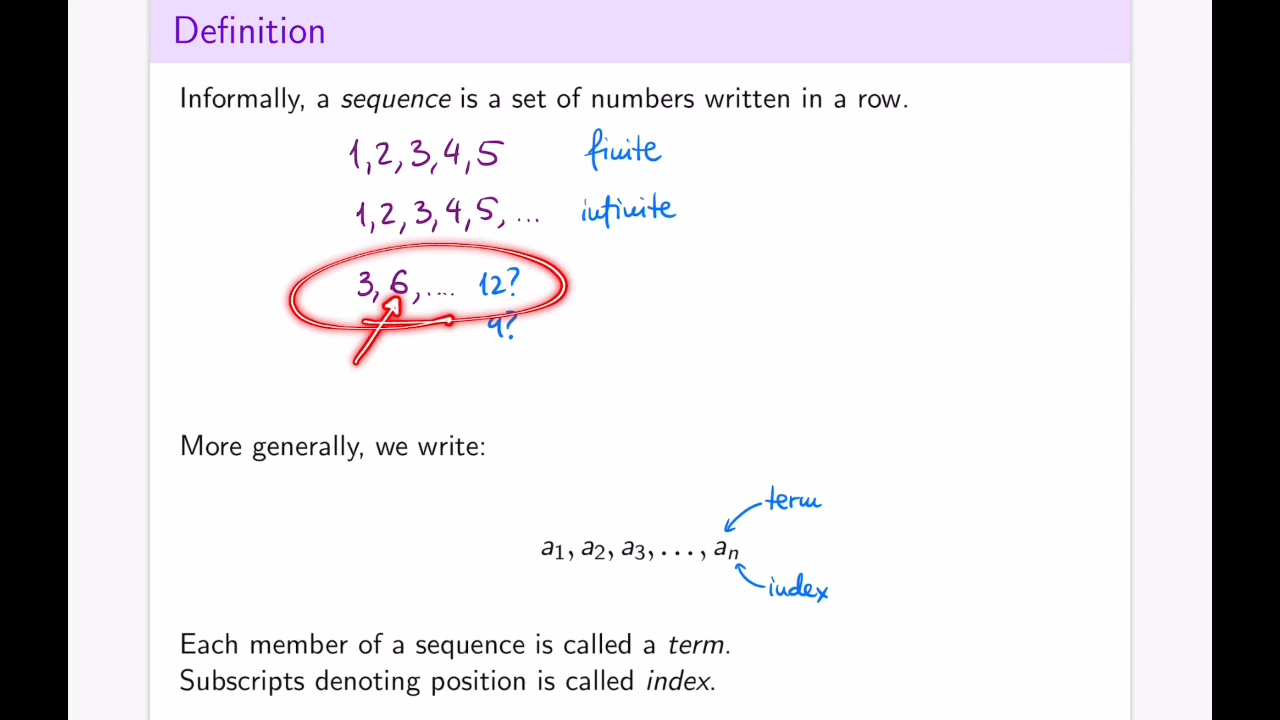 Definition
Informally, a sequence is a set of numbers written in a row.
1, 2, 3, 4, 5 finite
1, 2, 3, 4, 5, ... infinite
3, 6, .... 12?
9?
More generally, we write:
term
a₁, a₂, a₃, . . . , aₙ
index
Each member of a sequence is called a term.
Subscripts denoting position is called index.